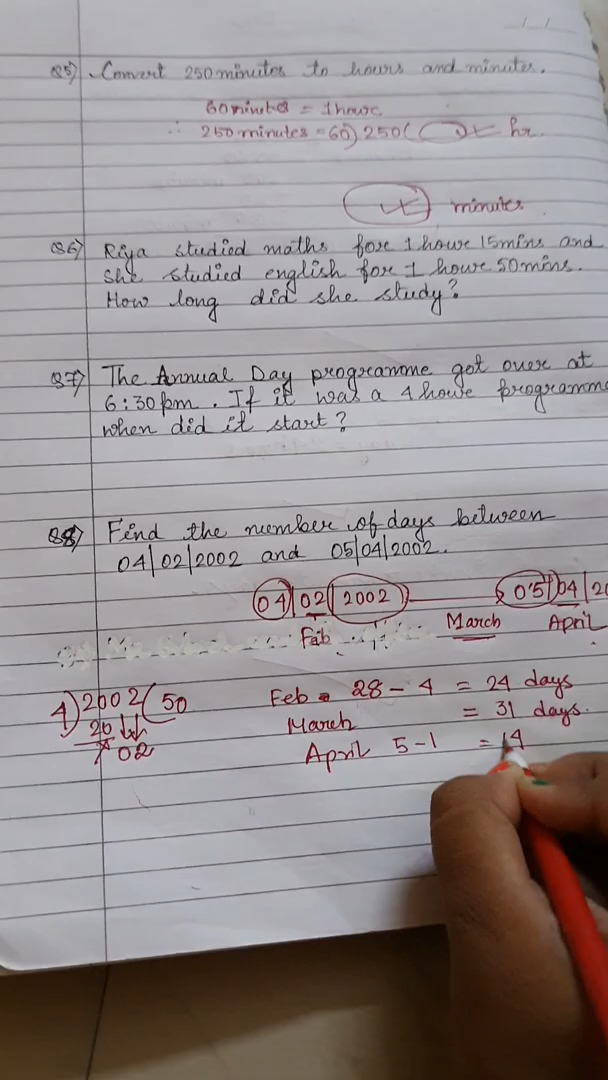 Q5) Convert 250 minutes to hours and minutes.
60 minutes = 1 hour
∴ 250 minutes = 60) 250 ( hr.
minutes
Q6) Riya studied maths for 1 hour 15 mins and
she studied english for 1 hour 50 mins.
How long did she study?
Q7) The Annual Day programme got over at
6:30 pm. If it was a 4 hour programme
when did it start?
Q8) Find the number of days between
04|02|2002 and 05|04|2002.
04|02|2002 05|04|20
Feb March April
4) 2002 ( 50
20
x 02
Feb = 28 - 4 = 24 days
March = 31 days.
April 5 - 1 =